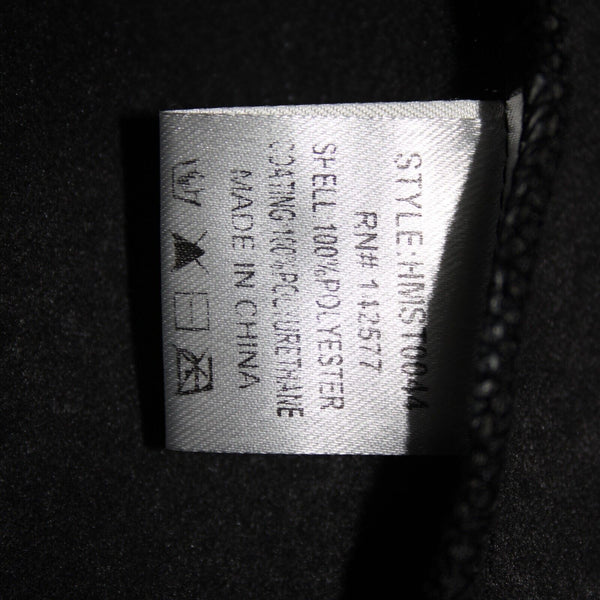 STYLE:HMST0044
RN# 142577
SHELL 100%POLYESTER
COATING 100%POLYURETHANE
MADE IN CHINA